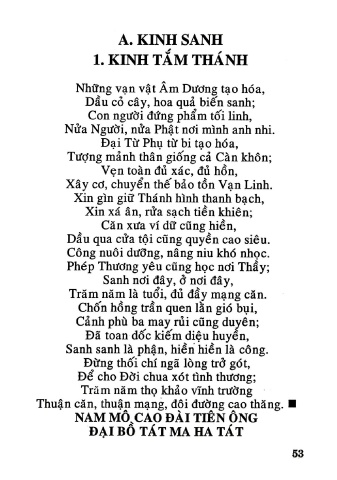 A. KINH SANH
1. KINH TẮM THÁNH
Những vạn vật Âm Dương tạo hóa,
Dầu cỏ cây, hoa quả biến sanh;
Con người đứng phẩm tối linh,
Nửa Người, nửa Phật nơi mình anh nhi.
Đại Từ Phụ từ bi tạo hóa,
Tượng mảnh thân giống cả Càn khôn;
Vẹn toàn đủ xác, đủ hồn,
Xây cơ, chuyển thế bảo tồn Vạn Linh.
Xin gìn giữ Thánh hình thanh bạch,
Xin xá ân, rửa sạch tiền khiên;
Căn xưa ví dữ cũng hiền,
Dầu qua cửa tội cũng quyền cao siêu.
Công nuôi dưỡng, nâng niu khó nhọc.
Phép Thương yêu cũng học nơi Thầy;
Sanh nơi đây, ở nơi đây,
Trăm năm là tuổi, đủ đầy mạng căn.
Chốn hồng trần quen lằn gió bụi,
Cảnh phù ba may rủi cũng duyên;
Đã toan dốc kiếm diệu huyền,
Sanh sanh là phận, hiền hiền là công.
Đừng thối chí ngã lòng trở gót,
Để cho Đời chua xót tình thương;
Trăm năm thọ khảo vĩnh trường
Thuận căn, thuận mạng, đôi đường cao thăng. ■
NAM MÔ CAO ĐÀI TIÊN ÔNG
ĐẠI BỒ TÁT MA HA TÁT
53